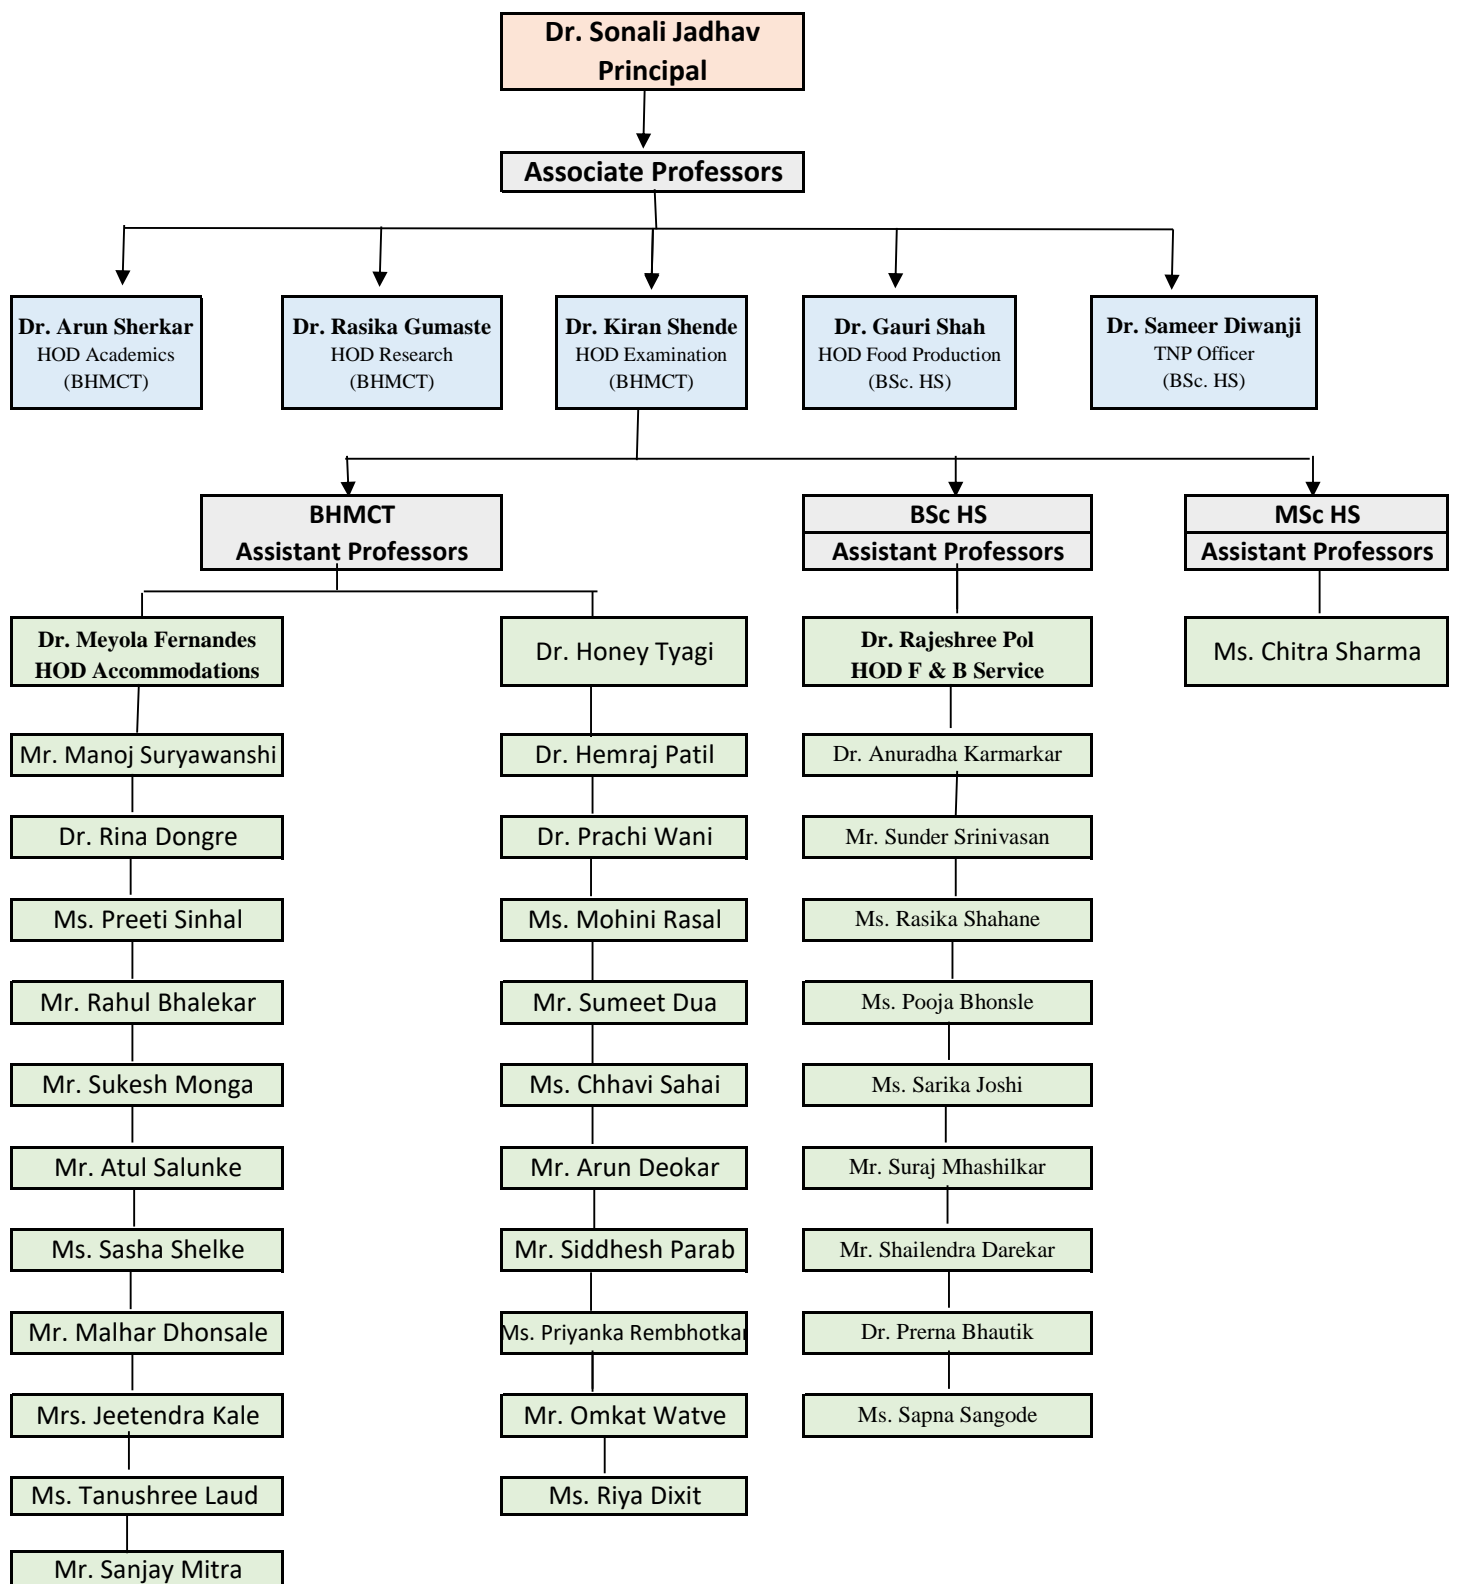 Dr. Sonali Jadhav
Principal
Associate Professors
Dr. Arun Sherkar
HOD Academics
(BHMCT)
Dr. Rasika Gumaste
HOD Research
(BHMCT)
Dr. Kiran Shende
HOD Examination
(BHMCT)
Dr. Gauri Shah
HOD Food Production
(BSc. HS)
Dr. Sameer Diwanji
TNP Officer
(BSc. HS)
BHMCT
Assistant Professors
BSc HS
Assistant Professors
MSc HS
Assistant Professors
Dr. Meyola Fernandes
HOD Accommodations
Mr. Manoj Suryawanshi
Dr. Rina Dongre
Ms. Preeti Sinhal
Mr. Rahul Bhalekar
Mr. Sukesh Monga
Mr. Atul Salunke
Ms. Sasha Shelke
Mr. Malhar Dhonsale
Mrs. Jeetendra Kale
Ms. Tanushree Laud
Mr. Sanjay Mitra
Dr. Honey Tyagi
Dr. Hemraj Patil
Dr. Prachi Wani
Ms. Mohini Rasal
Mr. Sumeet Dua
Ms. Chhavi Sahai
Mr. Arun Deokar
Mr. Siddhesh Parab
Ms. Priyanka Rembhotkar
Mr. Omkat Watve
Ms. Riya Dixit
Dr. Rajeshree Pol
HOD F & B Service
Dr. Anuradha Karmarkar
Mr. Sunder Srinivasan
Ms. Rasika Shahane
Ms. Pooja Bhonsle
Ms. Sarika Joshi
Mr. Suraj Mhashilkar
Mr. Shailendra Darekar
Dr. Prerna Bhautik
Ms. Sapna Sangode
Ms. Chitra Sharma